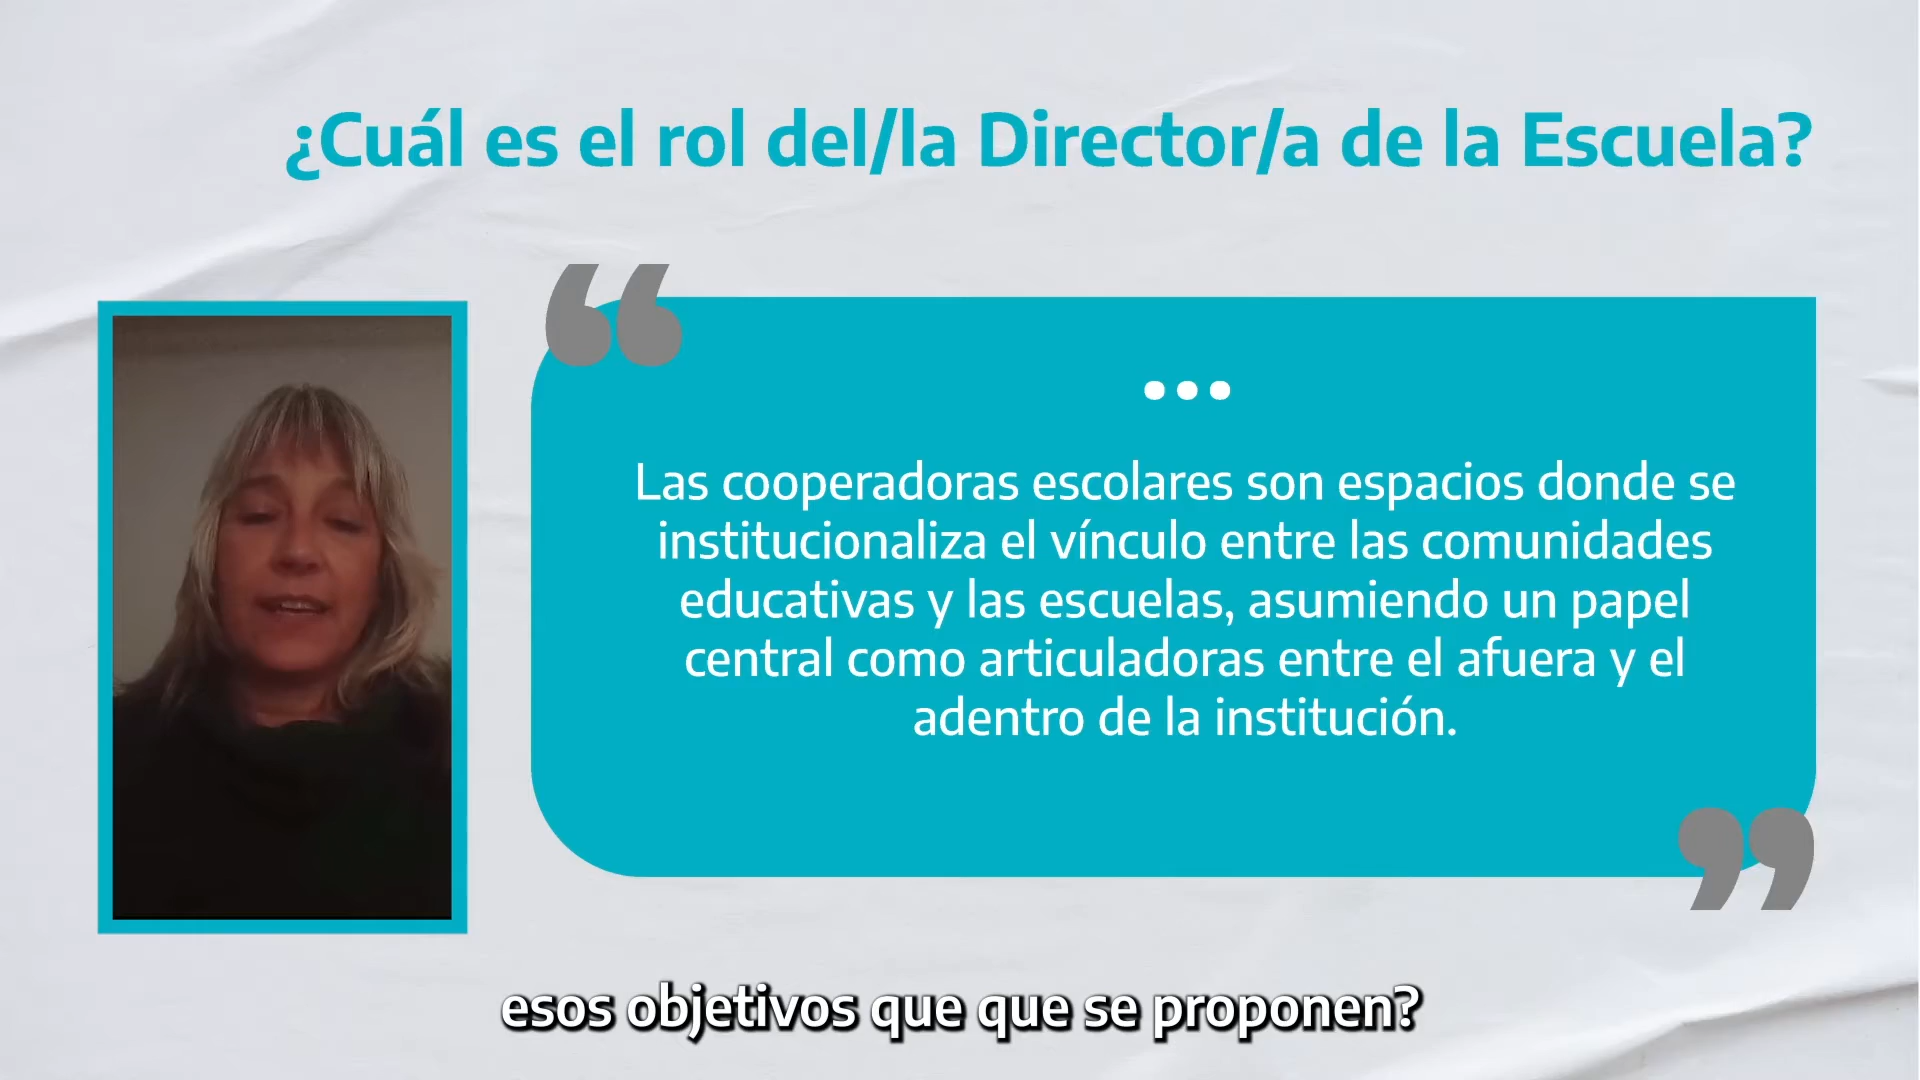 ¿Cuál es el rol del/la Director/a de la Escuela?
“
...
Las cooperadoras escolares son espacios donde se
institucionaliza el vínculo entre las comunidades
educativas y las escuelas, asumiendo un papel
central como articuladoras entre el afuera y el
adentro de la institución.
”
esos objetivos que que se proponen?